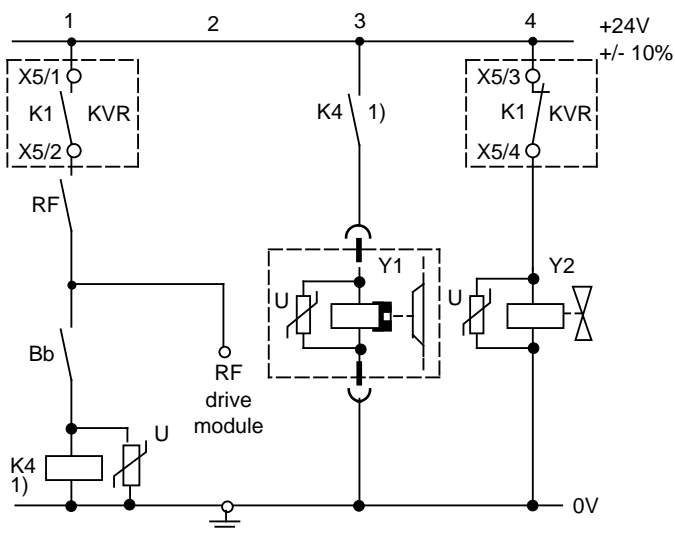 1 2 3 4 +24V
+/- 10%
X5/1 X5/3
K1 KVR K4 1) K1 KVR
X5/2 X5/4
RF
Y1 Y2
U U
Bb
RF
drive
module
U
K4
1)
0V